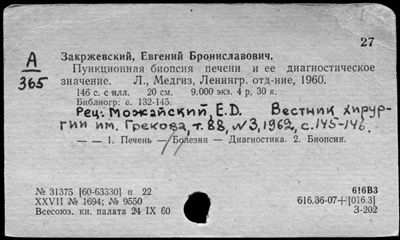 27
А
365
Закржевский, Евгений Брониславович.
Пункционная биопсия печени и ее диагностическое
значение. Л., Медгиз, Ленингр. отд-ние, 1960.
146 с. с илл. 20 см. 9.000 экз. 4 р. 30 к.
Библиогр: с. 132-145.
Рец.: Можайский, Е.D. Вестник хирур-
гии им. Грекова, т. 88, №3, 1962, с. 145-146.
— — 1. Печень — Болезни — Диагностика. 2. Биопсия.
№ 31375 [60-63330] п 22
XXVII № 1694; № 9550
Всесоюз. кн. палата 24 IX 60
616В3
616.36-07+[016.3]
З-202